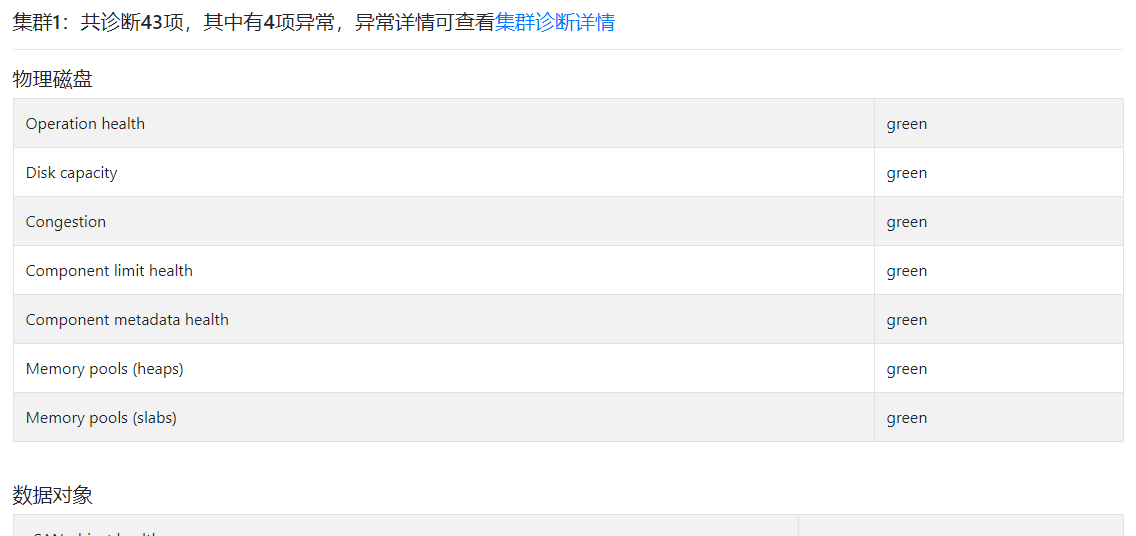 集群1：共诊断43项，其中有4项异常，异常详情可查看集群诊断详情
物理磁盘
Operation health green
Disk capacity green
Congestion green
Component limit health green
Component metadata health green
Memory pools (heaps) green
Memory pools (slabs) green
数据对象